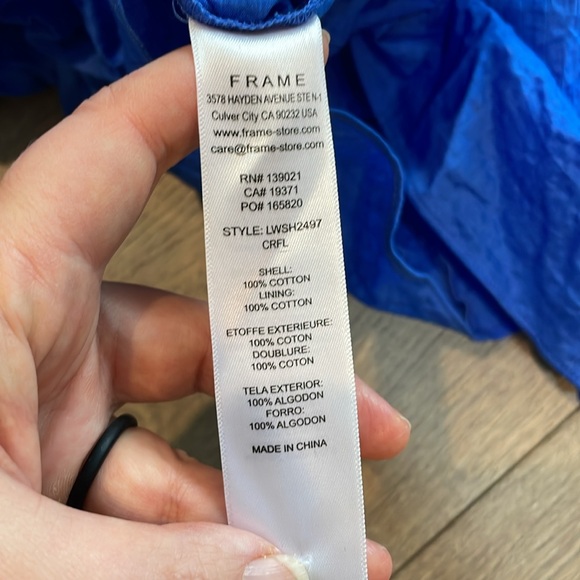 FRAME
3578 HAYDEN AVENUE STE N-1
Culver City CA 90232 USA
www.frame-store.com
care@frame-store.com
RN# 139021
CA# 19371
PO# 165820
STYLE: LWSH2497
CRFL
SHELL:
100% COTTON
LINING:
100% COTTON
ETOFFE EXTERIEURE:
100% COTON
DOUBLURE:
100% COTON
TELA EXTERIOR:
100% ALGODON
FORRO:
100% ALGODON
MADE IN CHINA